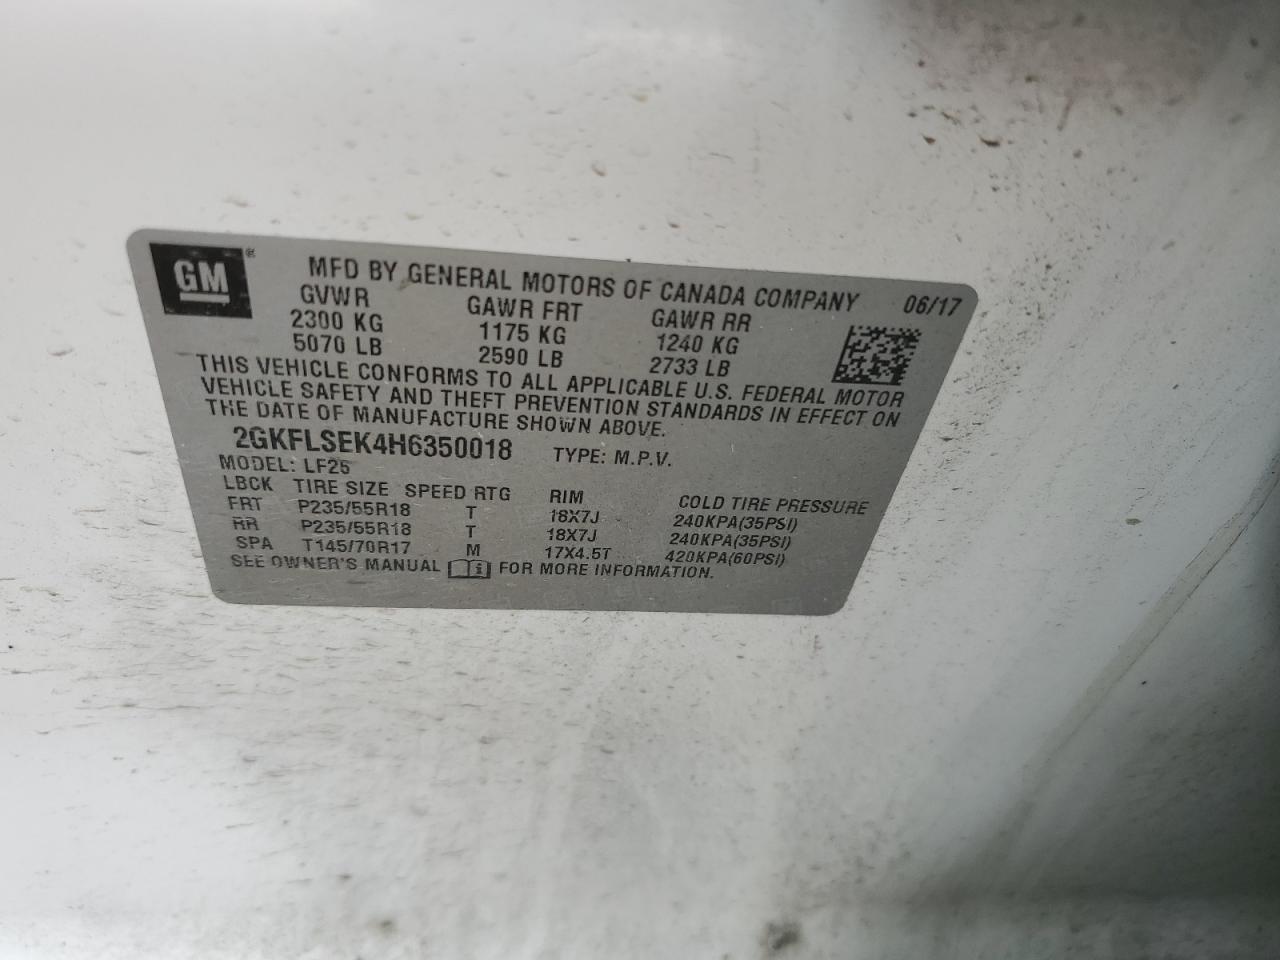 GM®
MFD BY GENERAL MOTORS OF CANADA COMPANY 06/17
GVWR GAWR FRT GAWR RR
2300 KG 1175 KG 1240 KG
5070 LB 2590 LB 2733 LB
THIS VEHICLE CONFORMS TO ALL APPLICABLE U.S. FEDERAL MOTOR
VEHICLE SAFETY AND THEFT PREVENTION STANDARDS IN EFFECT ON
THE DATE OF MANUFACTURE SHOWN ABOVE.
2GKFLSEK4H6350018 TYPE: M.P.V.
MODEL: LF26
LBCK TIRE SIZE SPEED RTG RIM COLD TIRE PRESSURE
FRT P235/55R18 T 18X7J 240KPA(35PSI)
RR P235/55R18 T 18X7J 240KPA(35PSI)
SPA T145/70R17 M 17X4.5T 420KPA(60PSI)
SEE OWNER'S MANUAL i FOR MORE INFORMATION.